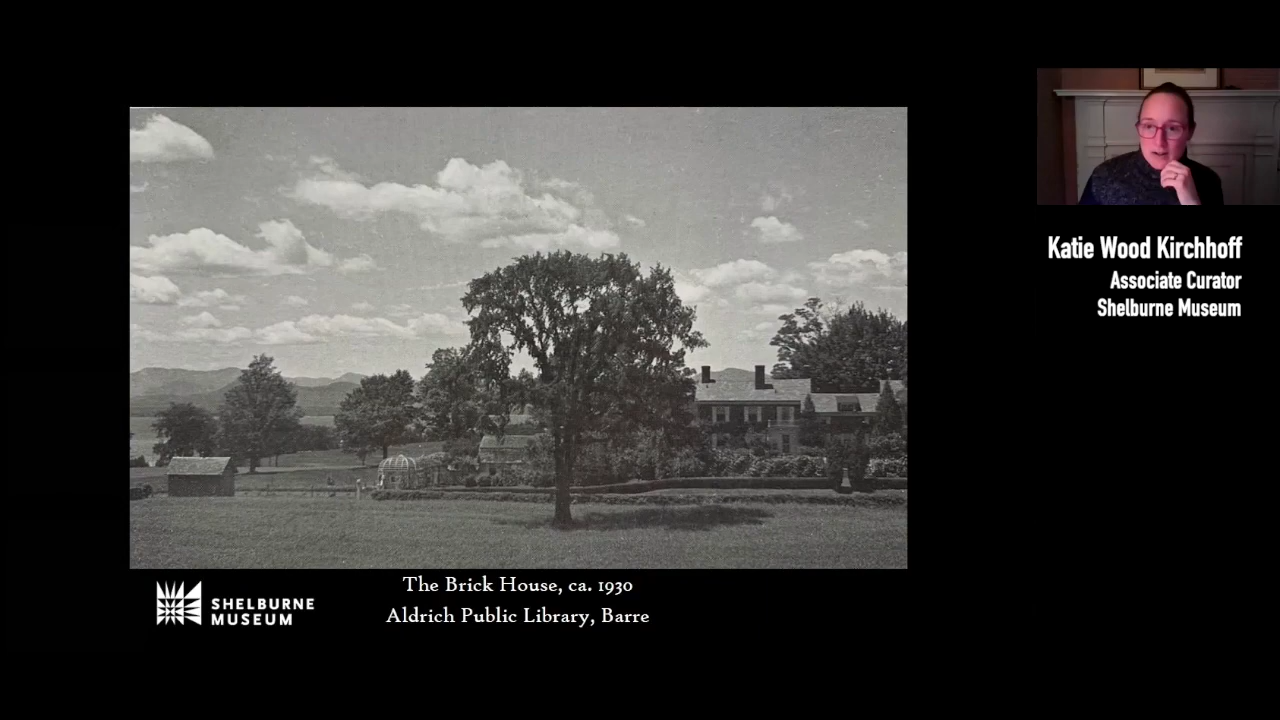 Katie Wood Kirchhoff
Associate Curator
Shelburne Museum
The Brick House, ca. 1930
Aldrich Public Library, Barre
SHELBURNE
MUSEUM